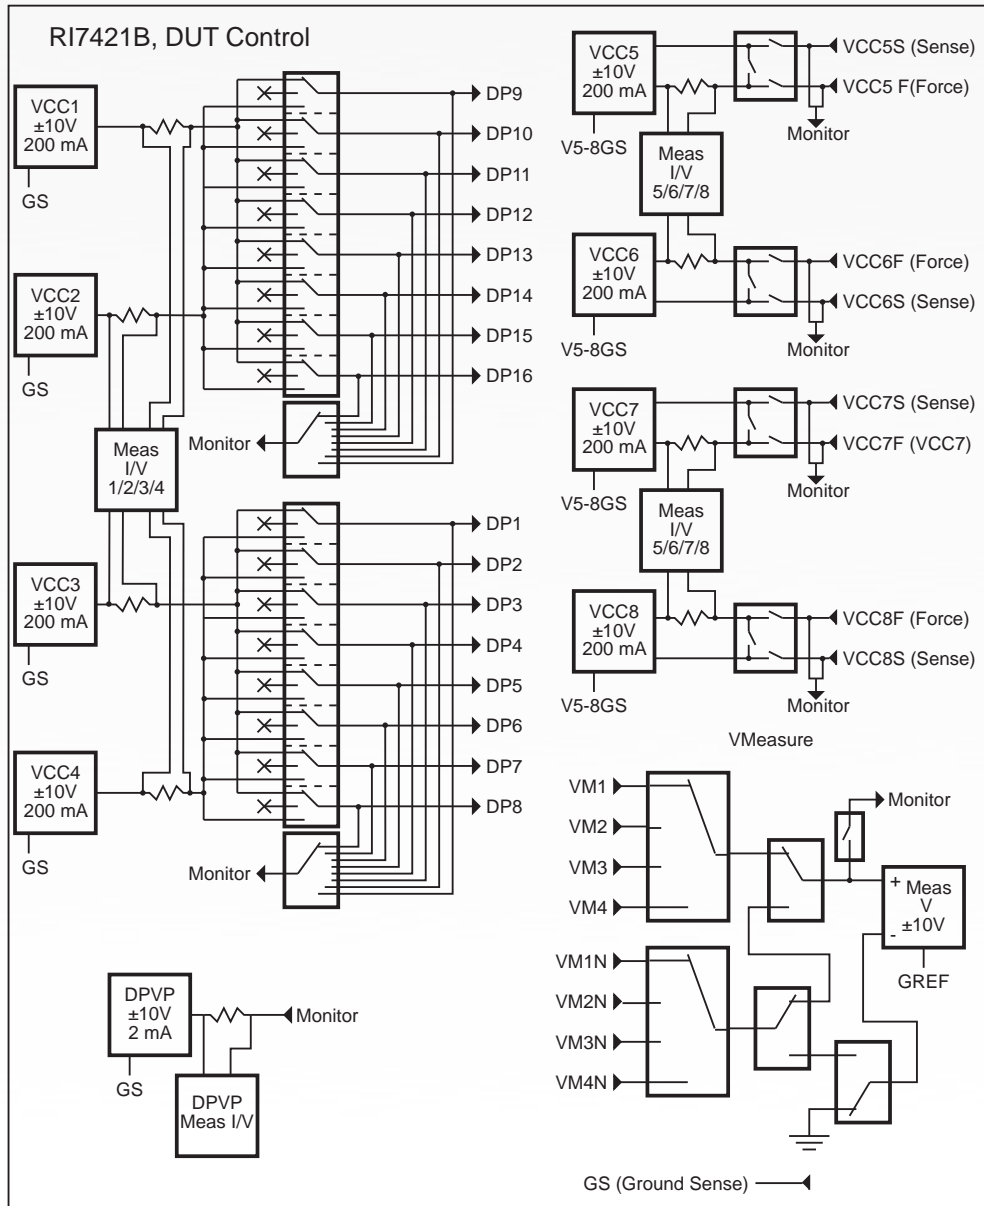 RI7421B, DUT Control
VCC1
±10V
200 mA
GS
VCC2
±10V
200 mA
GS
Meas
I/V
1/2/3/4
VCC3
±10V
200 mA
GS
VCC4
±10V
200 mA
GS
DP9
DP10
DP11
DP12
DP13
DP14
DP15
DP16
Monitor
DP1
DP2
DP3
DP4
DP5
DP6
DP7
DP8
Monitor
DPVP
±10V
2 mA
Monitor
GS
DPVP
Meas I/V
VCC5
±10V
200 mA
V5-8GS
VCC5S (Sense)
VCC5 F(Force)
Monitor
Meas
I/V
5/6/7/8
VCC6
±10V
200 mA
V5-8GS
VCC6F (Force)
VCC6S (Sense)
Monitor
VCC7
±10V
200 mA
V5-8GS
VCC7S (Sense)
VCC7F (VCC7)
Monitor
Meas
I/V
5/6/7/8
VCC8
±10V
200 mA
V5-8GS
VCC8F (Force)
VCC8S (Sense)
Monitor
VMeasure
VM1
VM2
VM3
VM4
Monitor
+ Meas
V
±10V
-
GREF
VM1N
VM2N
VM3N
VM4N
GS (Ground Sense)